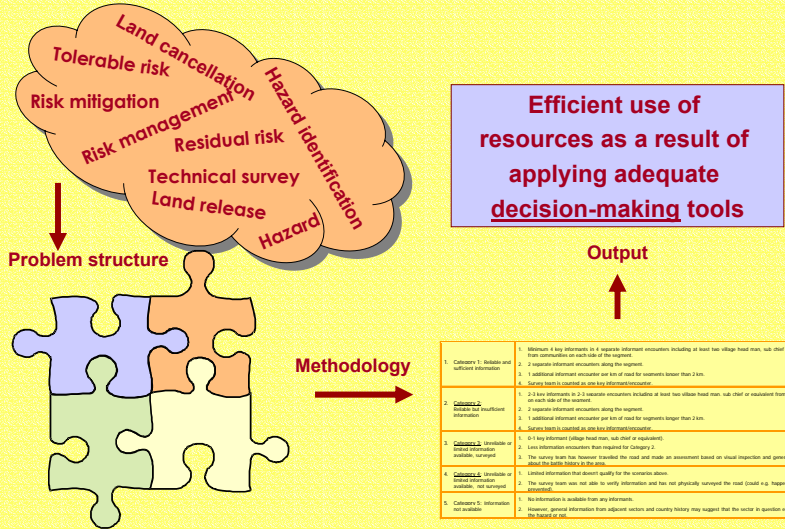 Land cancellation
Tolerable risk
Hazard identification
Risk mitigation
Risk management
Residual risk
Technical survey
Land release
Hazard
Efficient use of
resources as a result of
applying adequate
decision-making tools
Problem structure
Output
Methodology
1. Category 1: Reliable and
sufficient information
1. Minimum 4 key informants in 4 separate informant encounters including at least two village head man, sub chief
from communities on each side of the segment.
2. 2 separate informant encounters along the segment.
3. 1 additional informant encounter per km of road for segments longer than 2 km.
4. Survey team is counted as one key informant/encounter.
2. Category 2:
Reliable but insufficient
information
1. 2-3 key informants in 2-3 separate encounters including at least two village head man, sub chief or equivalent from
on each side of the segment.
2. 2 separate informant encounters along the segment.
3. 1 additional informant encounter per km of road for segments longer than 2 km.
4. Survey team is counted as one key informant/encounter.
3. Category 3: Unreliable or
limited information
available, surveyed
1. 0-1 key informant (village head man, sub chief or equivalent).
2. Less information encounters than required for Category 2.
3. The survey team has however travelled the road and made an assessment based on visual inspection and gener
about the battle history in the area.
4. Category 4: Unreliable or
limited information
available, not surveyed
1. Limited information that doesn't qualify for the scenarios above.
2. The survey team was not able to verify information and has not physically surveyed the road (could e.g. happe
prevented).
5. Category 5: Information
not available
1. No information is available from any informants.
2. However, general information from adjacent sectors and country history may suggest that the sector in question e
the hazard or not.